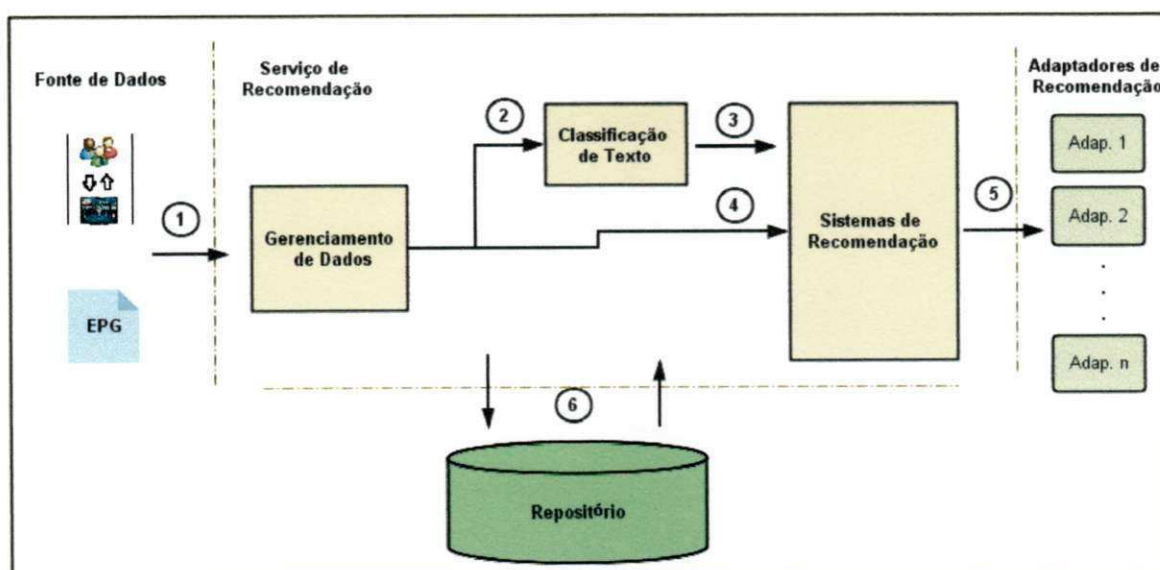 Fonte de Dados
Serviço de
Recomendação
Adaptadores de
Recomendação
2
Classificação
de Texto
3
Adap. 1
1
Gerenciamento
de Dados
4
Sistemas de
Recomendação
5
Adap. 2
.
.
.
EPG
Adap. n
6
Repositório